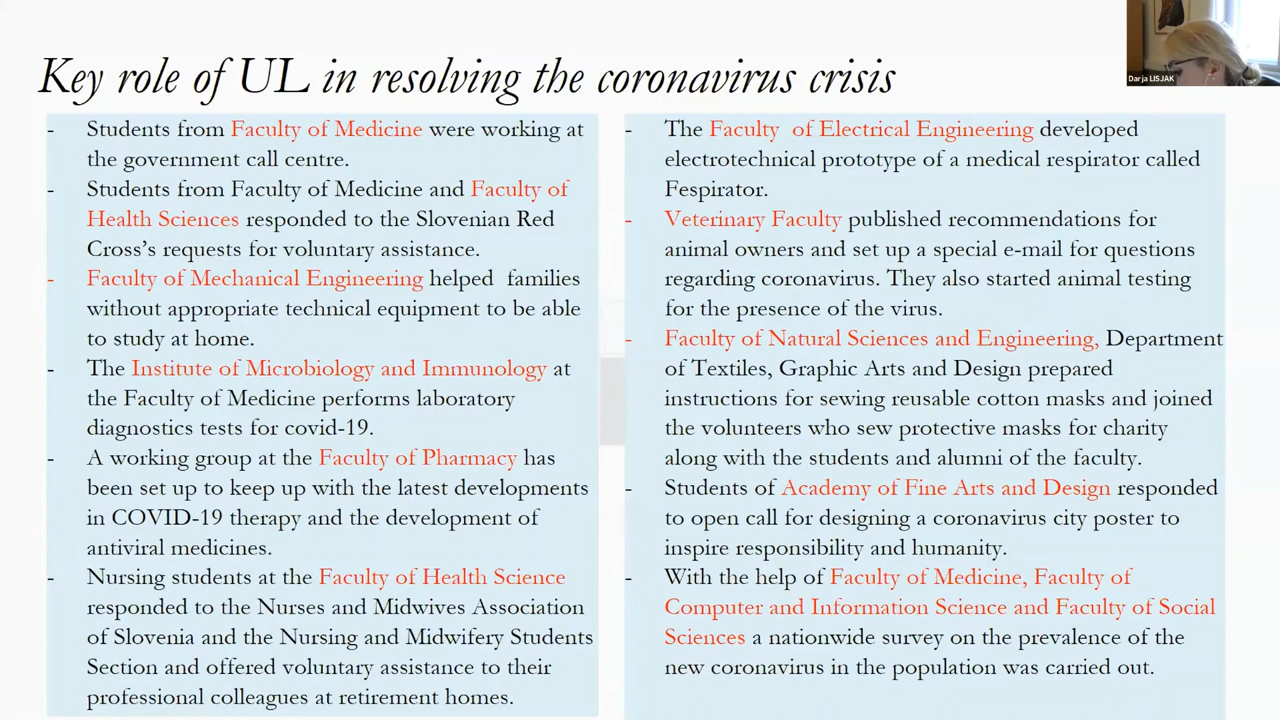 Key role of UL in resolving the coronavirus crisis
Darja LISJAK
- Students from Faculty of Medicine were working at
the government call centre.
- Students from Faculty of Medicine and Faculty of
Health Sciences responded to the Slovenian Red
Cross's requests for voluntary assistance.
- Faculty of Mechanical Engineering helped families
without appropriate technical equipment to be able
to study at home.
- The Institute of Microbiology and Immunology at
the Faculty of Medicine performs laboratory
diagnostics tests for covid-19.
- A working group at the Faculty of Pharmacy has
been set up to keep up with the latest developments
in COVID-19 therapy and the development of
antiviral medicines.
- Nursing students at the Faculty of Health Science
responded to the Nurses and Midwives Association
of Slovenia and the Nursing and Midwifery Students
Section and offered voluntary assistance to their
professional colleagues at retirement homes.
- The Faculty of Electrical Engineering developed
electrotechnical prototype of a medical respirator called
Fespirator.
- Veterinary Faculty published recommendations for
animal owners and set up a special e-mail for questions
regarding coronavirus. They also started animal testing
for the presence of the virus.
- Faculty of Natural Sciences and Engineering, Department
of Textiles, Graphic Arts and Design prepared
instructions for sewing reusable cotton masks and joined
the volunteers who sew protective masks for charity
along with the students and alumni of the faculty.
- Students of Academy of Fine Arts and Design responded
to open call for designing a coronavirus city poster to
inspire responsibility and humanity.
- With the help of Faculty of Medicine, Faculty of
Computer and Information Science and Faculty of Social
Sciences a nationwide survey on the prevalence of the
new coronavirus in the population was carried out.